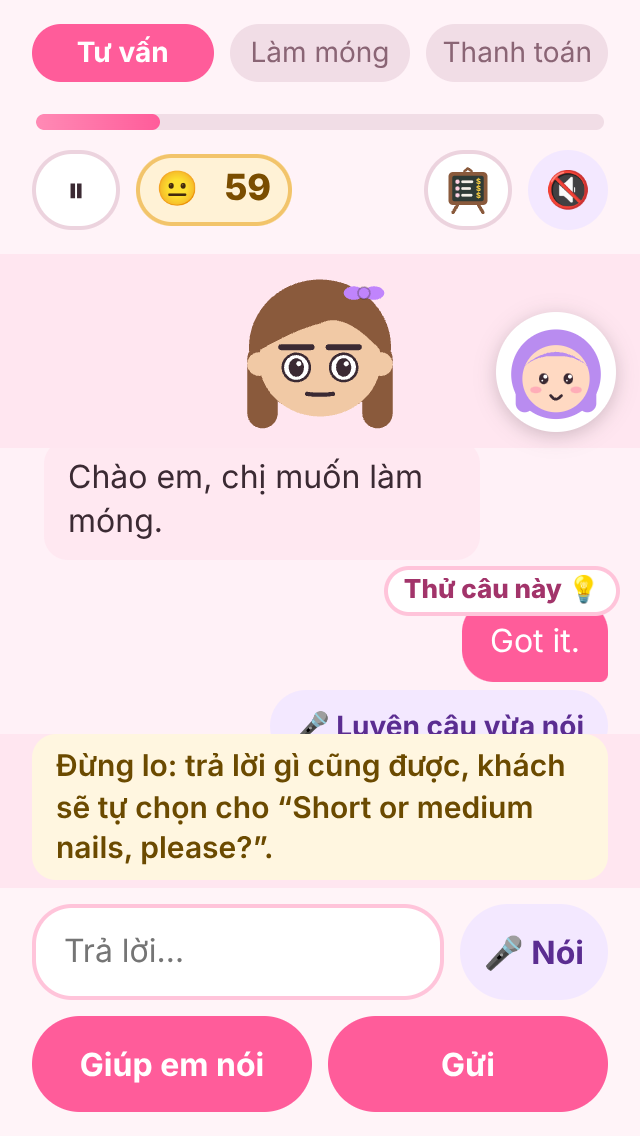 Tư vấn
Làm móng
Thanh toán
59
Chào em, chị muốn làm
móng.
Thử câu này
Got it.
Luyện câu vừa nói
Đừng lo: trả lời gì cũng được, khách
sẽ tự chọn cho “Short or medium
nails, please?”.
Trả lời...
Nói
Giúp em nói
Gửi